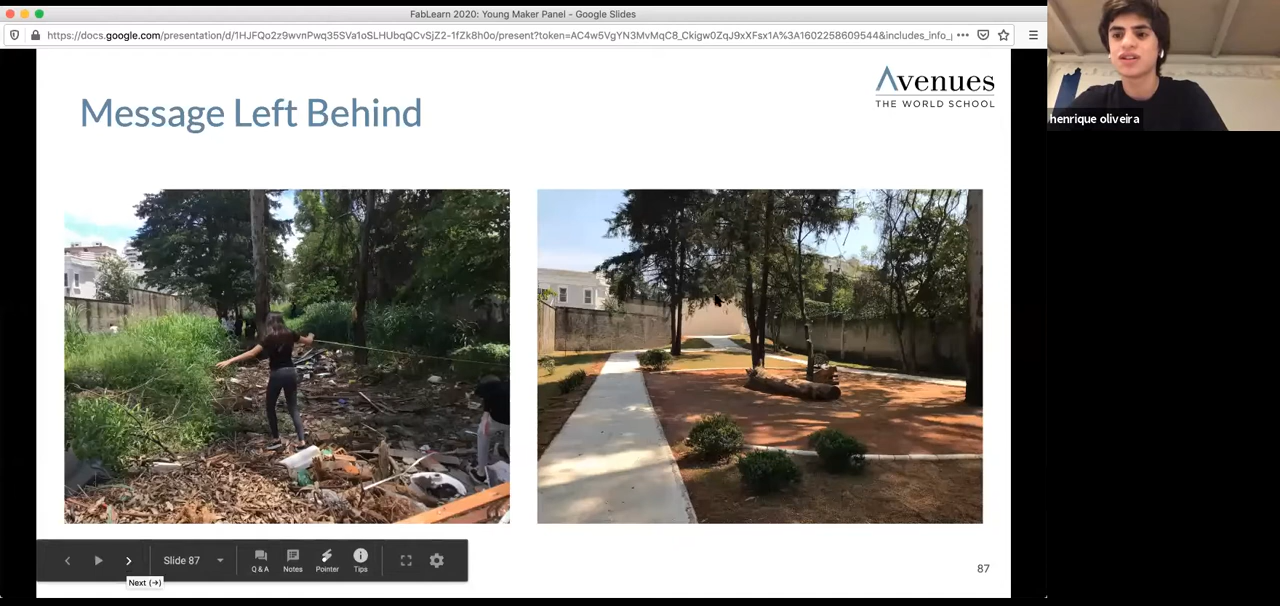 FabLearn 2020: Young Maker Panel - Google Slides
https://docs.google.com/presentation/d/1HJFQo2z9wvnPwq35SVa1oSLHUbqQCvSjZ2-1fZk8h0o/present?token=AC4w5VgYN3MvMqC8_Ckigw0ZqJ9xXFsx1A%3A1602258609544&includes_info_
henrique oliveira
Avenues
THE WORLD SCHOOL
Message Left Behind
Slide 87
Q & A
Notes
Pointer
Tips
Next (→)
87